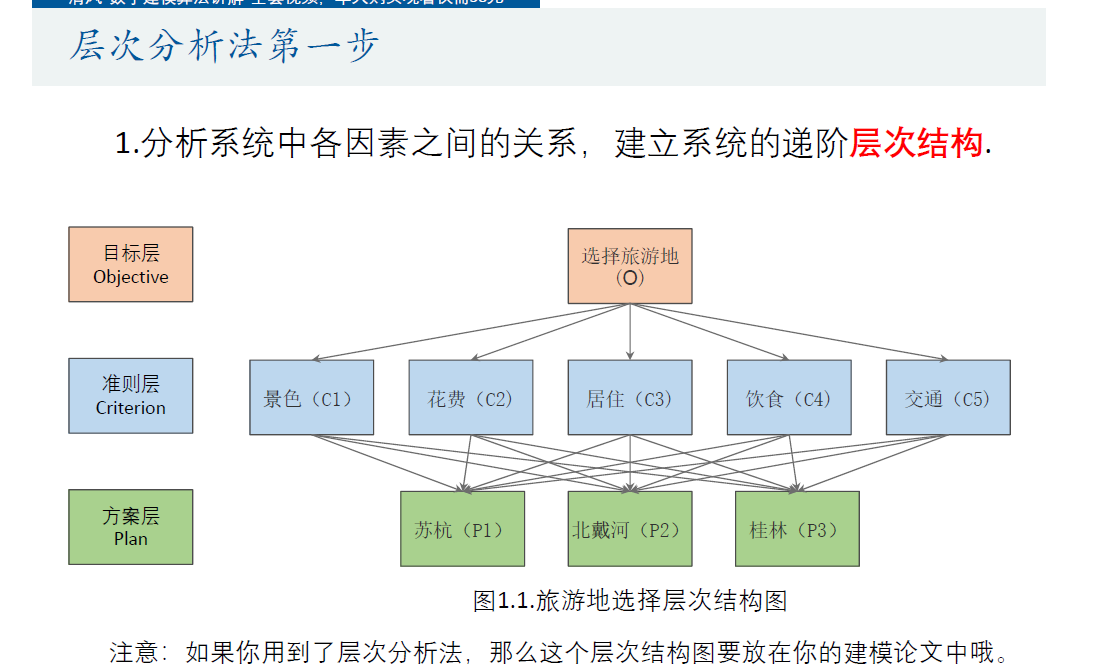 层次分析法第一步
1.分析系统中各因素之间的关系，建立系统的递阶层次结构.
目标层
Objective
选择旅游地
(O)
准则层
Criterion
景色（C1）
花费（C2)
居住（C3)
饮食（C4)
交通（C5)
方案层
Plan
苏杭（P1）
北戴河（P2）
桂林（P3）
图1.1.旅游地选择层次结构图
注意：如果你用到了层次分析法，那么这个层次结构图要放在你的建模论文中哦。